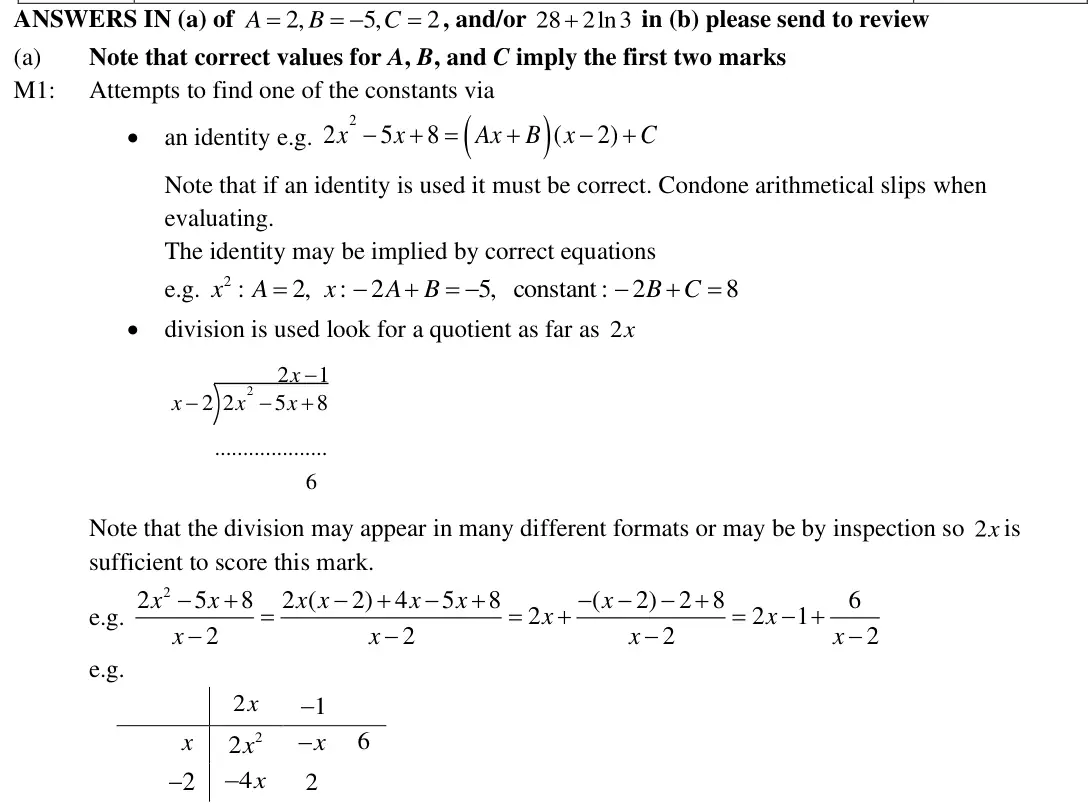 ANSWERS IN (a) of A = 2, B = −5, C = 2, and/or 28 + 2 ln 3 in (b) please send to review
(a) Note that correct values for A, B, and C imply the first two marks
M1: Attempts to find one of the constants via
• an identity e.g. 2x² − 5x + 8 = (Ax + B)(x − 2) + C
Note that if an identity is used it must be correct. Condone arithmetical slips when
evaluating.
The identity may be implied by correct equations
e.g. x² : A = 2, x : − 2A + B = −5, constant : − 2B + C = 8
• division is used look for a quotient as far as 2x
2x − 1
x − 2)2x² − 5x + 8
....................
6
Note that the division may appear in many different formats or may be by inspection so 2x is
sufficient to score this mark.
e.g. (2x² − 5x + 8)/(x − 2) = (2x(x − 2) + 4x − 5x + 8)/(x − 2) = 2x + (−(x − 2) − 2 + 8)/(x − 2) = 2x − 1 + 6/(x − 2)
e.g.
2x −1
x 2x² −x 6
−2 −4x 2